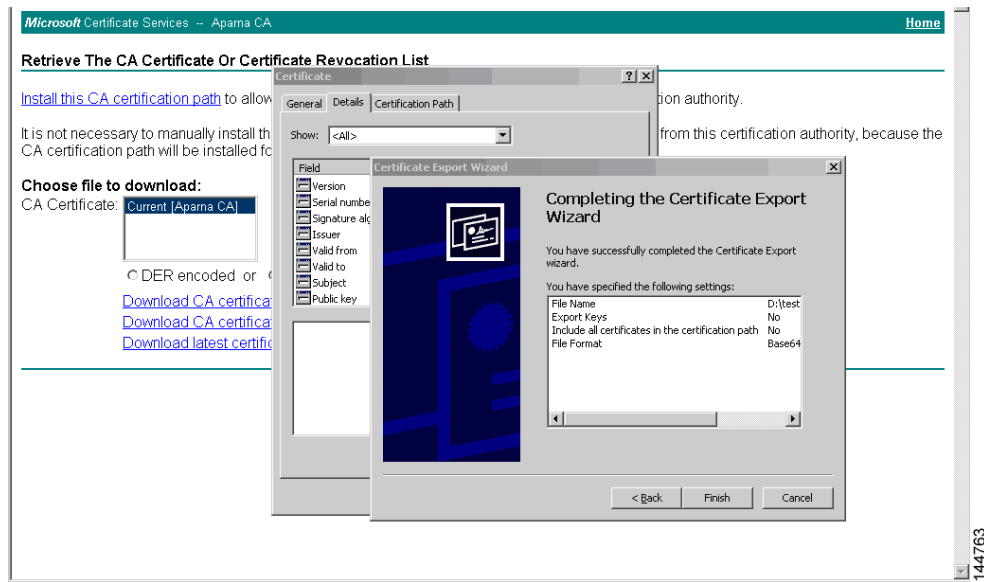 Microsoft Certificate Services -- Aparna CA Home
Retrieve The CA Certificate Or Certificate Revocation List
Install this CA certification path to allow
ion authority.
It is not necessary to manually install th
from this certification authority, because the
CA certification path will be installed fo
Choose file to download:
CA Certificate:
Current [Aparna CA]
DER encoded or
Download CA certifica
Download CA certifica
Download latest certific
Certificate
General Details Certification Path
Show: <All>
Field
Version
Serial numbe
Signature alg
Issuer
Valid from
Valid to
Subject
Public key
Certificate Export Wizard
Completing the Certificate Export
Wizard
You have successfully completed the Certificate Export
wizard.
You have specified the following settings:
File Name D:\test
Export Keys No
Include all certificates in the certification path No
File Format Base64
< Back Finish Cancel
144763